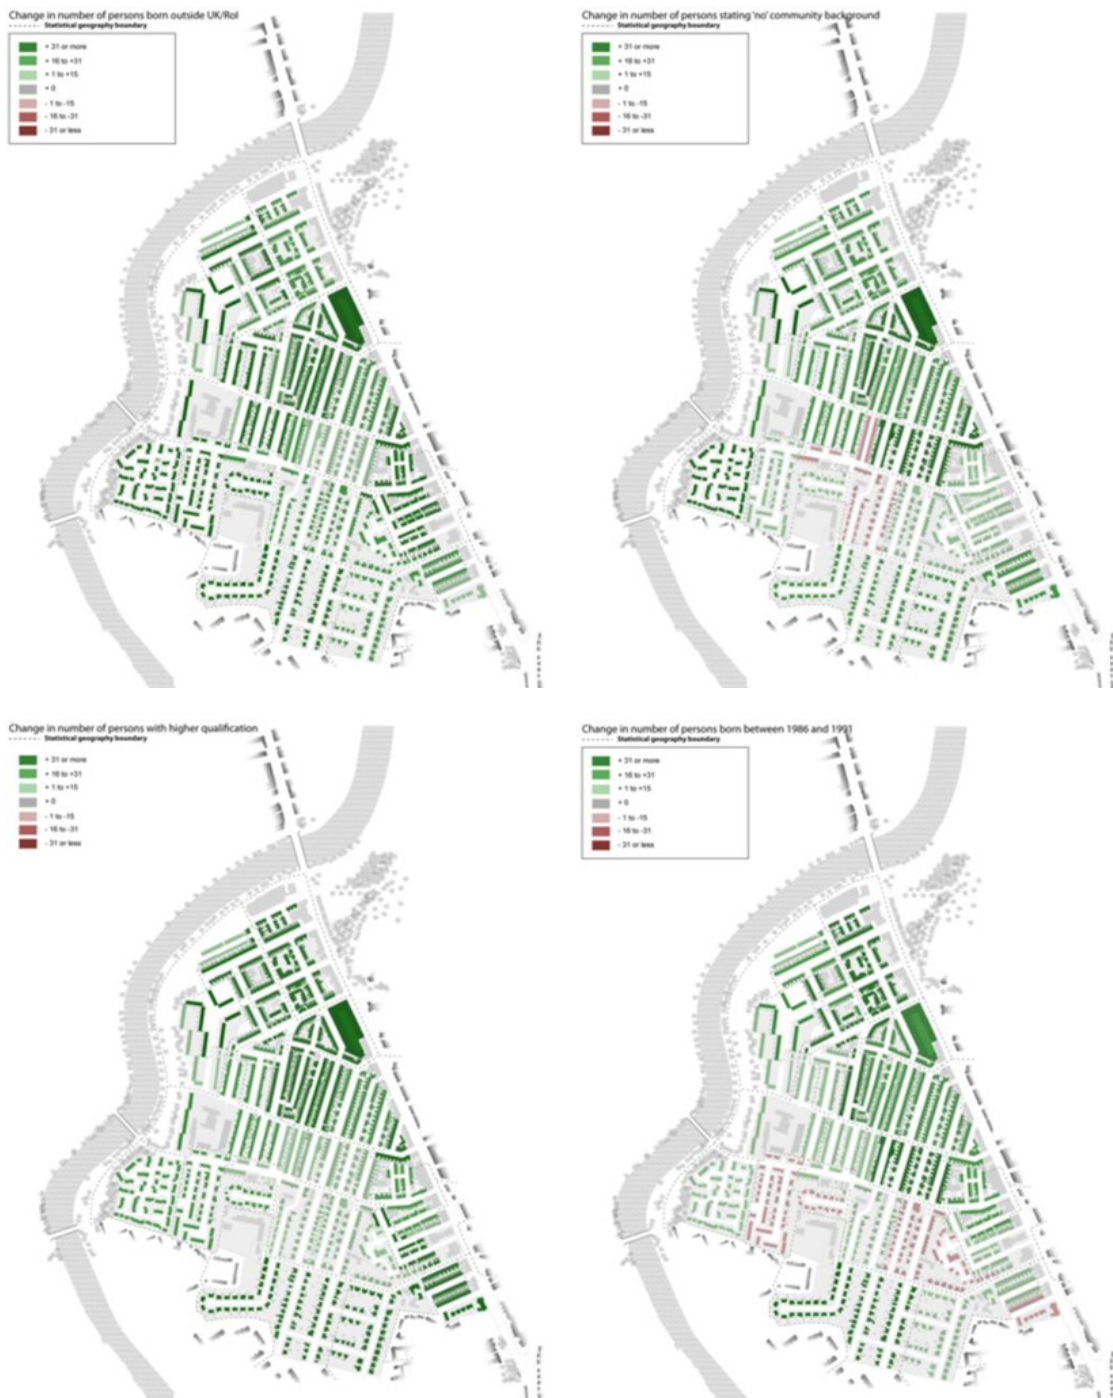 Change in number of persons born outside UK/RoI
Statistical geography boundary
+ 31 or more
+ 16 to +31
+ 1 to +15
+ 0
- 1 to -15
- 16 to -31
- 31 or less
Change in number of persons stating 'no' community background
Statistical geography boundary
+ 31 or more
+ 16 to +31
+ 1 to +15
+ 0
- 1 to -15
- 16 to -31
- 31 or less
Change in number of persons with higher qualification
Statistical geography boundary
+ 31 or more
+ 16 to +31
+ 1 to +15
+ 0
- 1 to -15
- 16 to -31
- 31 or less
Change in number of persons born between 1986 and 1991
Statistical geography boundary
+ 31 or more
+ 16 to +31
+ 1 to +15
+ 0
- 1 to -15
- 16 to -31
- 31 or less